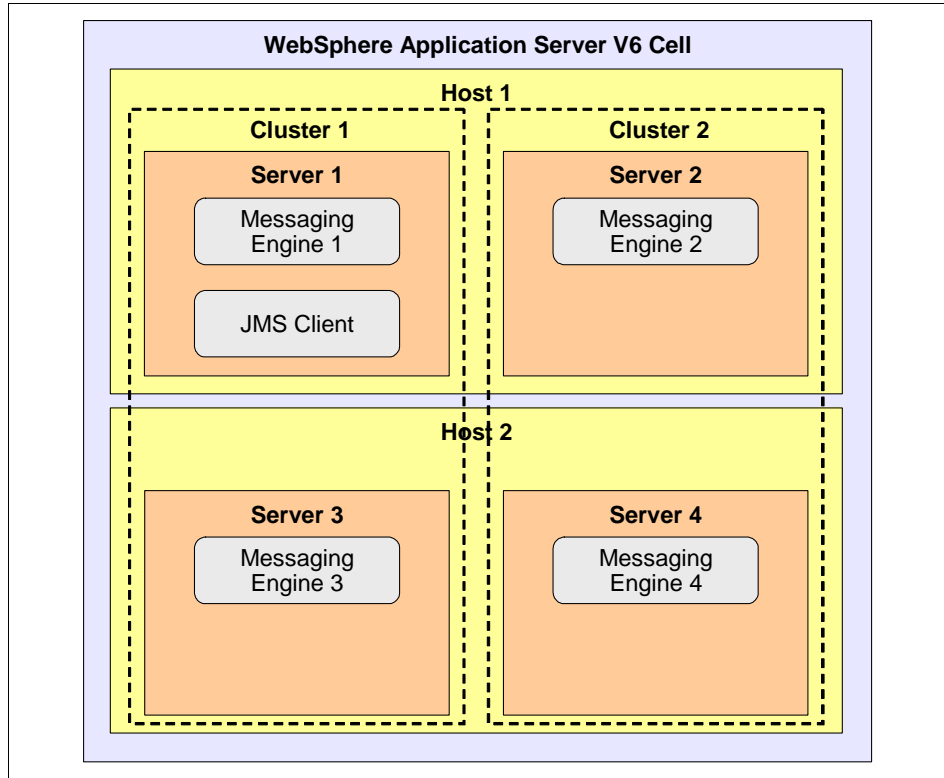 WebSphere Application Server V6 Cell
Host 1
Cluster 1
Cluster 2
Server 1
Server 2
Messaging
Engine 1
Messaging
Engine 2
JMS Client
Host 2
Server 3
Server 4
Messaging
Engine 3
Messaging
Engine 4